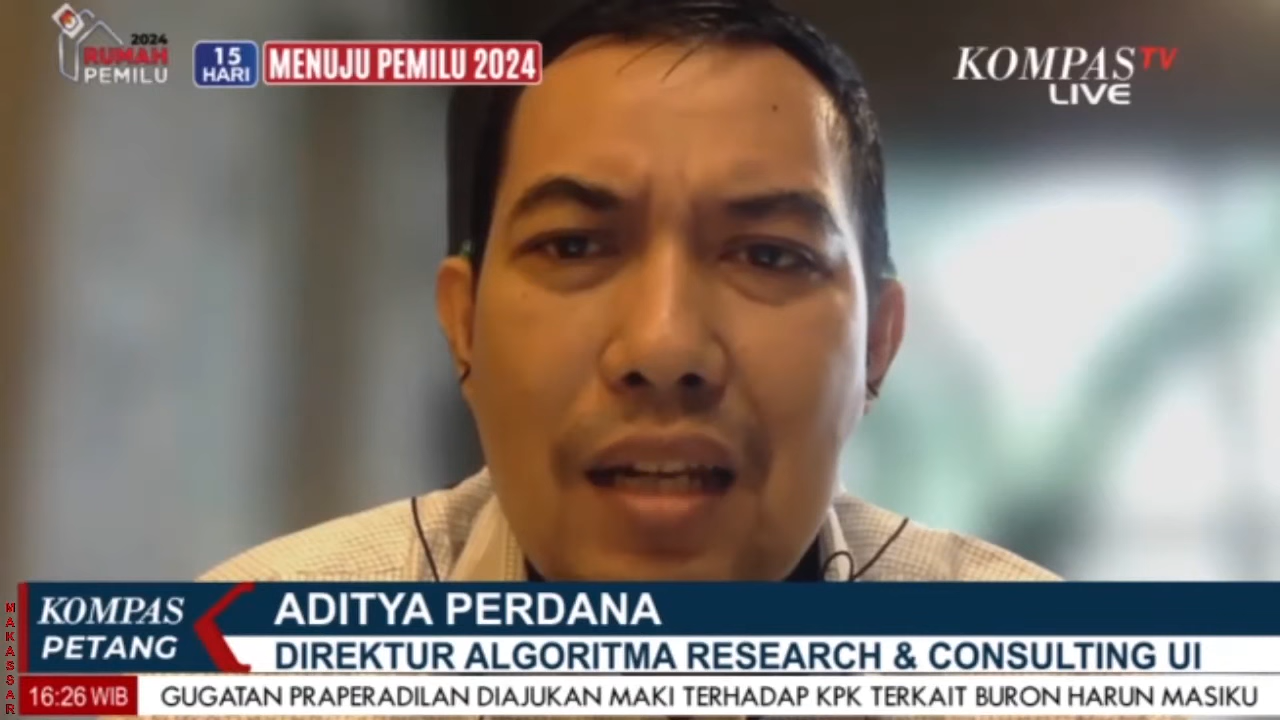 2024
RUMAH
PEMILU
15
HARI
MENUJU PEMILU 2024
KOMPAS TV
LIVE
KOMPAS
PETANG
ADITYA PERDANA
DIREKTUR ALGORITMA RESEARCH & CONSULTING UI
MAKASSAR
16:26 WIB
GUGATAN PRAPERADILAN DIAJUKAN MAKI TERHADAP KPK TERKAIT BURON HARUN MASIKU